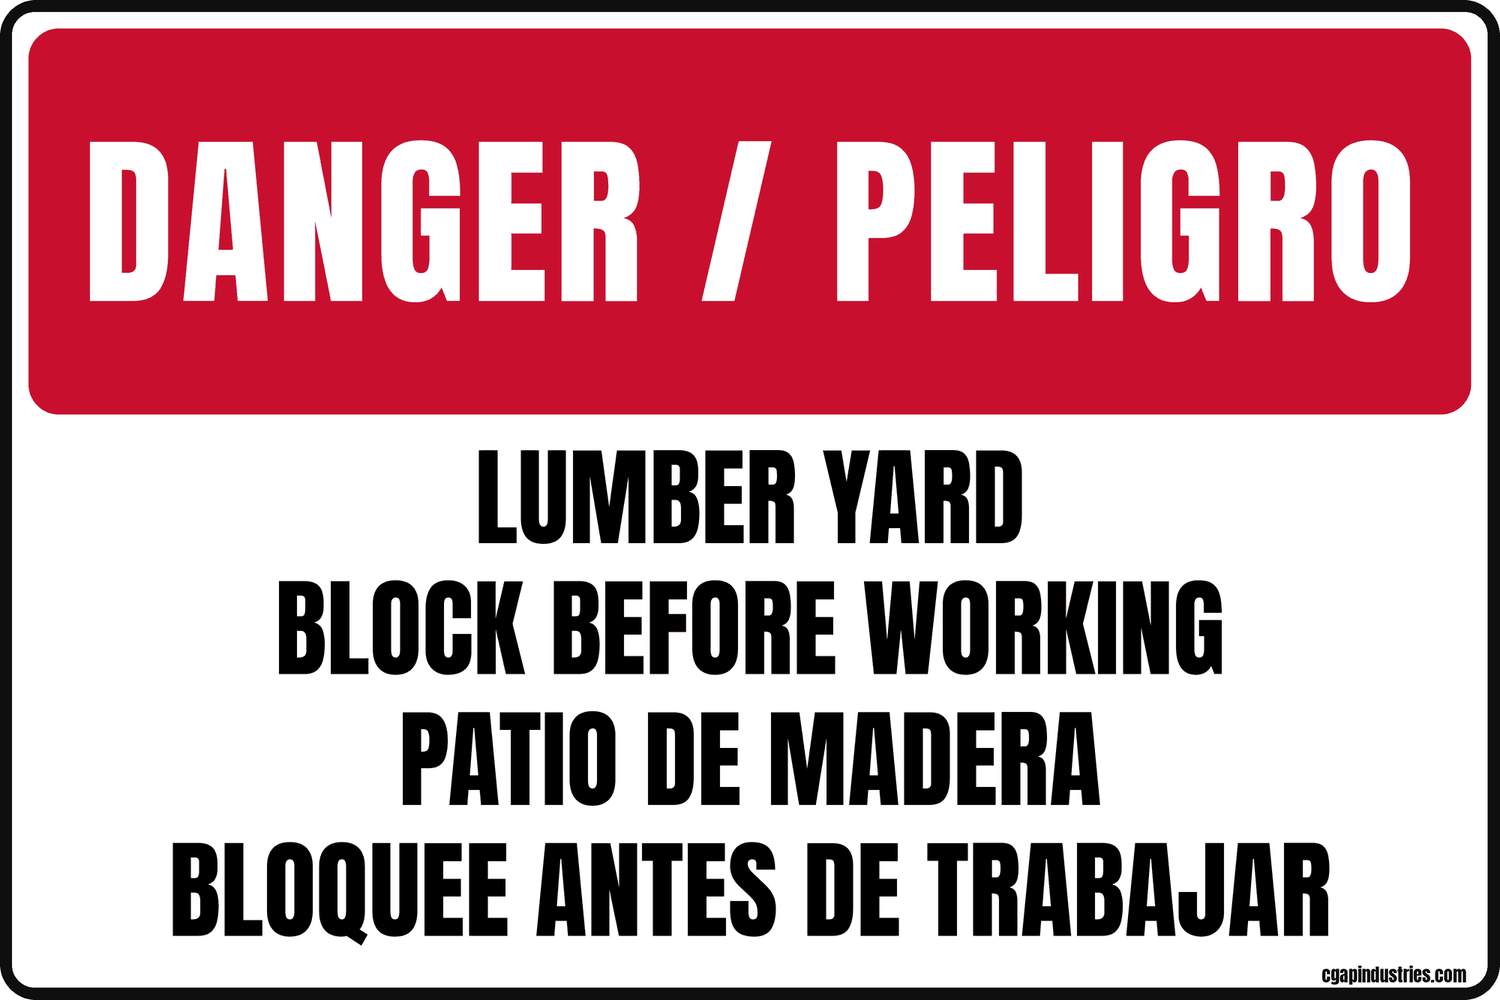 DANGER / PELIGRO
LUMBER YARD
BLOCK BEFORE WORKING
PATIO DE MADERA
BLOQUEE ANTES DE TRABAJAR
cgapindustries.com